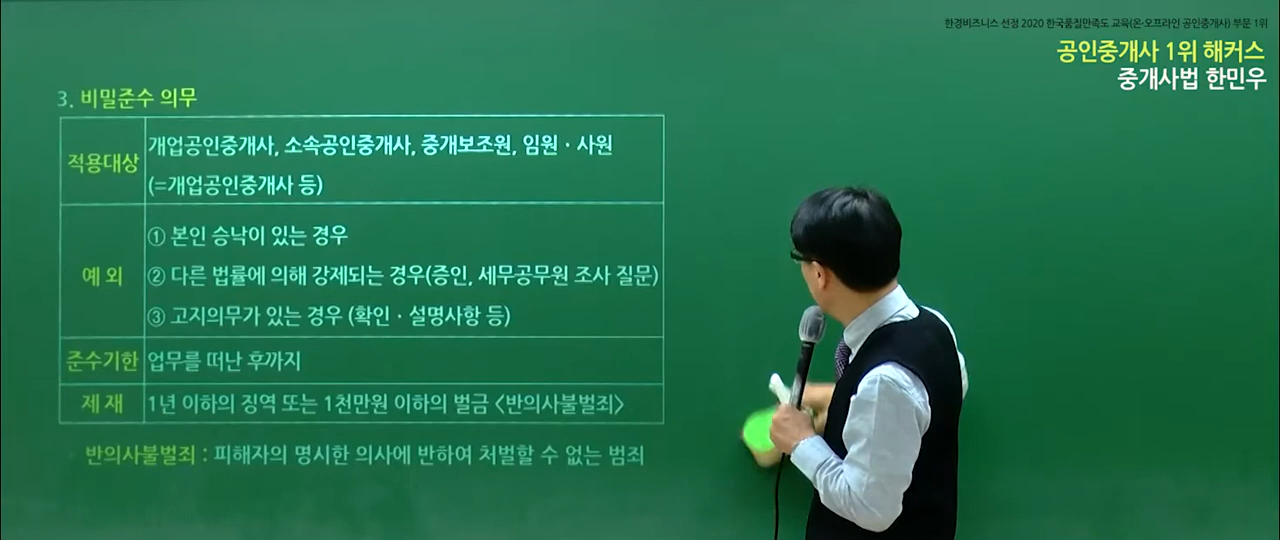 한경비즈니스 선정 2020 한국품질만족도 교육(온·오프라인 공인중개사) 부문 1위
공인중개사 1위 해커스
중개사법 한민우
3. 비밀준수 의무
적용대상
개업공인중개사, 소속공인중개사, 중개보조원, 임원·사원
(=개업공인중개사 등)
예 외
① 본인 승낙이 있는 경우
② 다른 법률에 의해 강제되는 경우(증인, 세무공무원 조사 질문)
③ 고지의무가 있는 경우 (확인·설명사항 등)
준수기한
업무를 떠난 후까지
제 재
1년 이하의 징역 또는 1천만원 이하의 벌금 <반의사불벌죄>
반의사불벌죄 : 피해자의 명시한 의사에 반하여 처벌할 수 없는 범죄